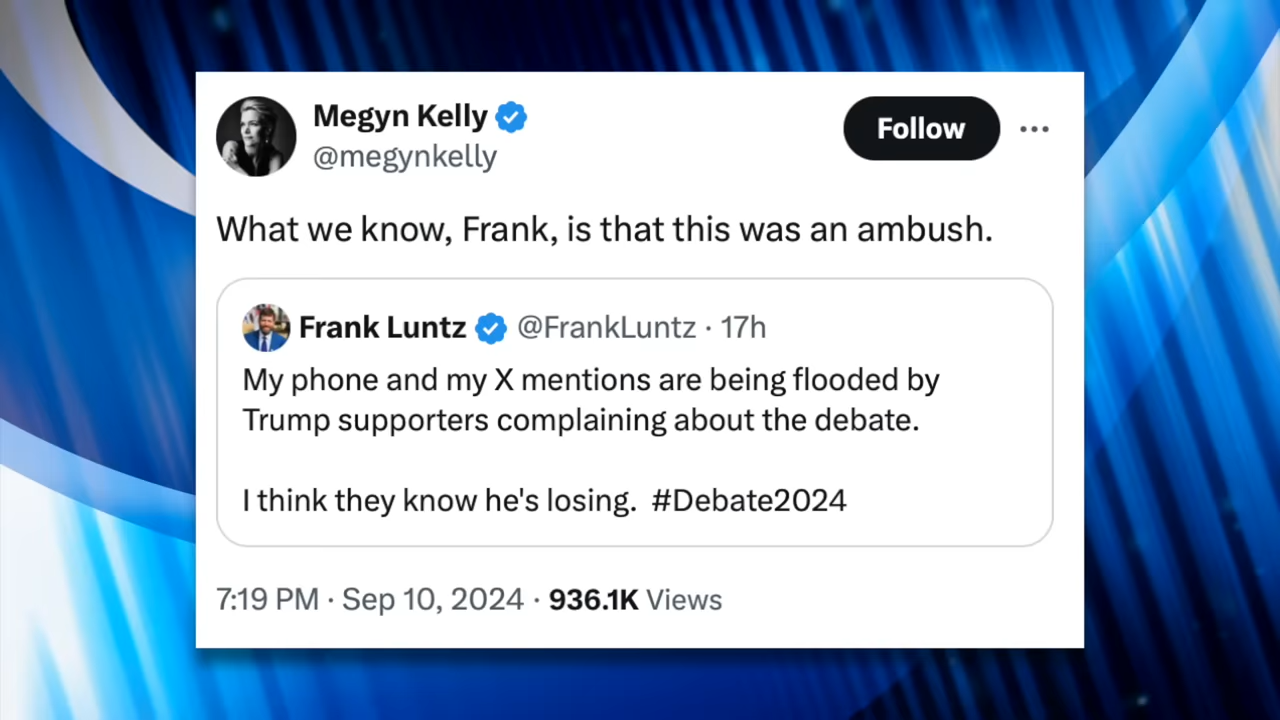 Megyn Kelly
Follow
@megynkelly
What we know, Frank, is that this was an ambush.
Frank Luntz @FrankLuntz · 17h
My phone and my X mentions are being flooded by
Trump supporters complaining about the debate.
I think they know he's losing. #Debate2024
7:19 PM · Sep 10, 2024 · 936.1K Views